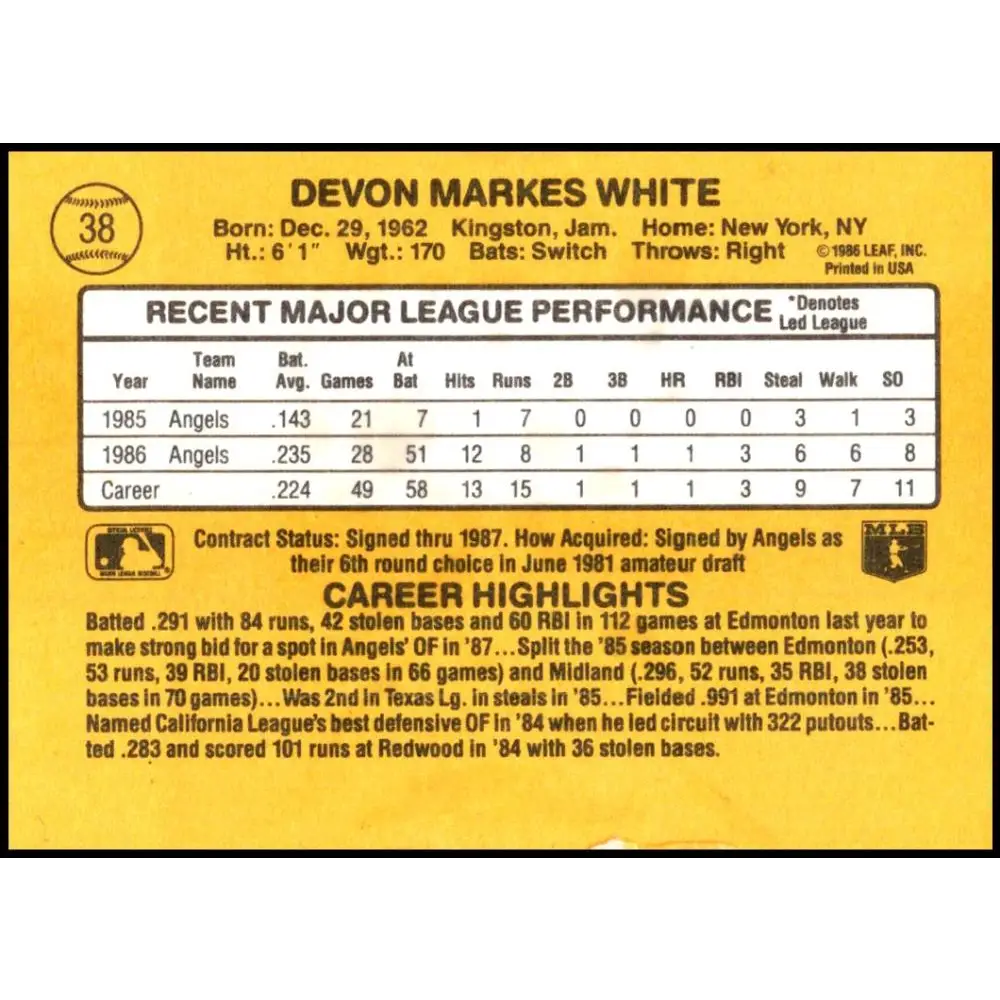 38
DEVON MARKES WHITE
Born: Dec. 29, 1962 Kingston, Jam. Home: New York, NY
Ht.: 6'1" Wgt.: 170 Bats: Switch Throws: Right
© 1986 LEAF, INC.
Printed in USA
RECENT MAJOR LEAGUE PERFORMANCE *Denotes
Led League
Year Team Name Bat. Avg. Games At Bat Hits Runs 2B 3B HR RBI Steal Walk SO
1985 Angels .143 21 7 1 7 0 0 0 0 3 1 3
1986 Angels .235 28 51 12 8 1 1 1 3 6 6 8
Career .224 49 58 13 15 1 1 1 3 9 7 11
MAJOR LEAGUE BASEBALL
Contract Status: Signed thru 1987. How Acquired: Signed by Angels as
their 6th round choice in June 1981 amateur draft
MLB
CAREER HIGHLIGHTS
Batted .291 with 84 runs, 42 stolen bases and 60 RBI in 112 games at Edmonton last year to
make strong bid for a spot in Angels' OF in '87...Split the '85 season between Edmonton (.253,
53 runs, 39 RBI, 20 stolen bases in 66 games) and Midland (.296, 52 runs, 35 RBI, 38 stolen
bases in 70 games)...Was 2nd in Texas Lg. in steals in '85...Fielded .991 at Edmonton in '85...
Named California League's best defensive OF in '84 when he led circuit with 322 putouts...Bat-
ted .283 and scored 101 runs at Redwood in '84 with 36 stolen bases.